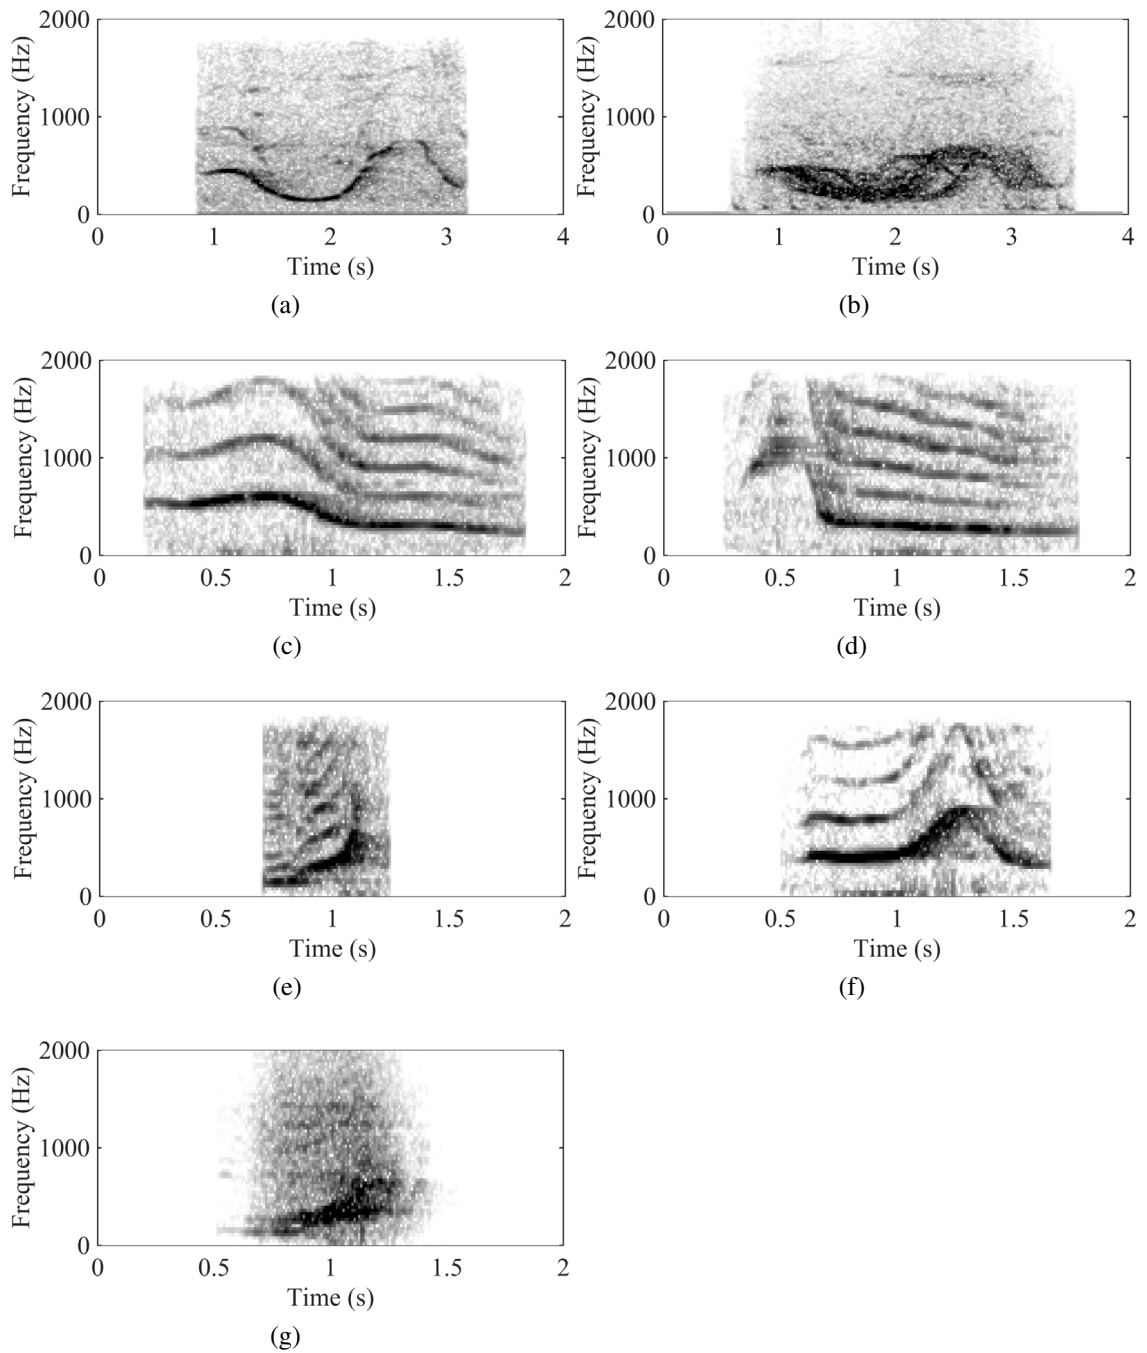 2000 2000
Frequency (Hz) Frequency (Hz)
1000 1000
0 0
0 1 2 3 4 0 1 2 3 4
Time (s) Time (s)
(a) (b)
2000 2000
Frequency (Hz) Frequency (Hz)
1000 1000
0 0
0 0.5 1 1.5 2 0 0.5 1 1.5 2
Time (s) Time (s)
(c) (d)
2000 2000
Frequency (Hz) Frequency (Hz)
1000 1000
0 0
0 0.5 1 1.5 2 0 0.5 1 1.5 2
Time (s) Time (s)
(e) (f)
2000
Frequency (Hz)
1000
0
0 0.5 1 1.5 2
Time (s)
(g)